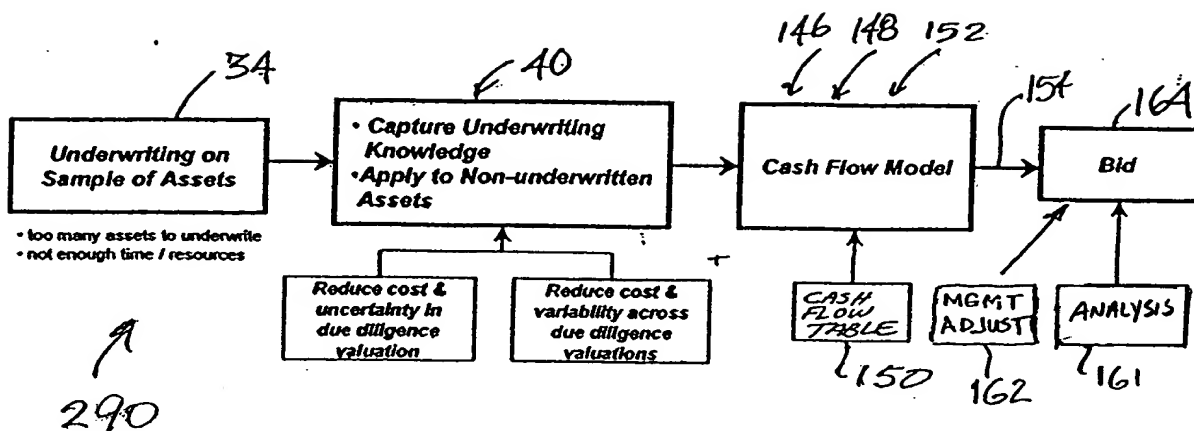 34
40
146 148 152
154
164
Underwriting on
Sample of Assets
• too many assets to underwrite
• not enough time / resources
• Capture Underwriting
Knowledge
• Apply to Non-underwritten
Assets
Cash Flow Model
Bid
Reduce cost &
uncertainty in
due diligence
valuation
Reduce cost &
variability across
due diligence
valuations
CASH
FLOW
TABLE
MGMT
ADJUST
ANALYSIS
150
162
161
290